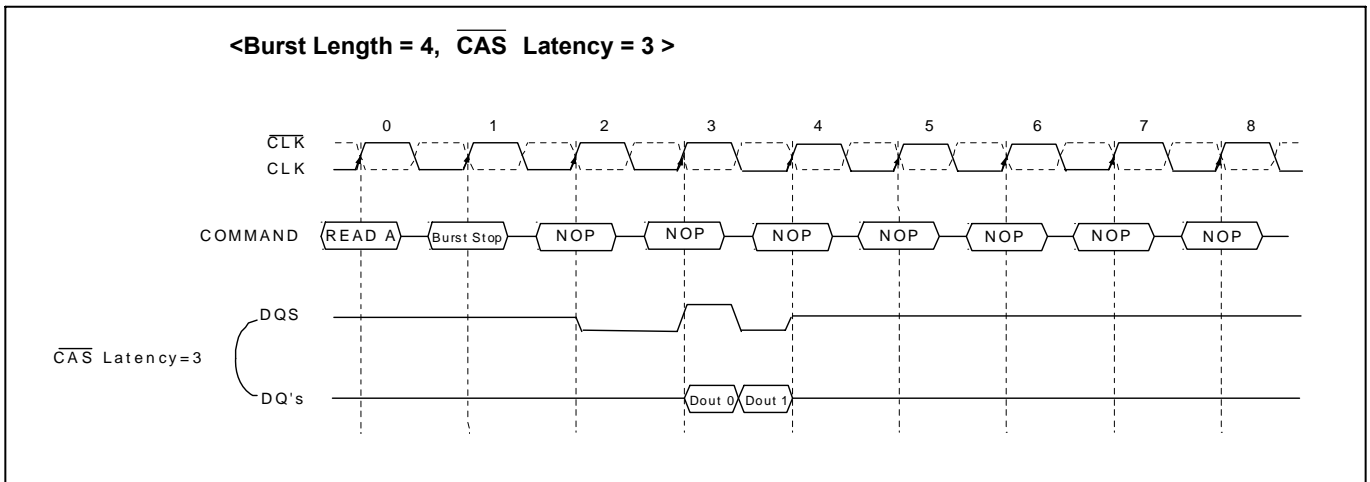 <Burst Length = 4, CAS Latency = 3 >
0 1 2 3 4 5 6 7 8
CLK
CLK
COMMAND READ A Burst Stop NOP NOP NOP NOP NOP NOP NOP
DQS
CAS Latency=3
DQ's Dout 0 Dout 1